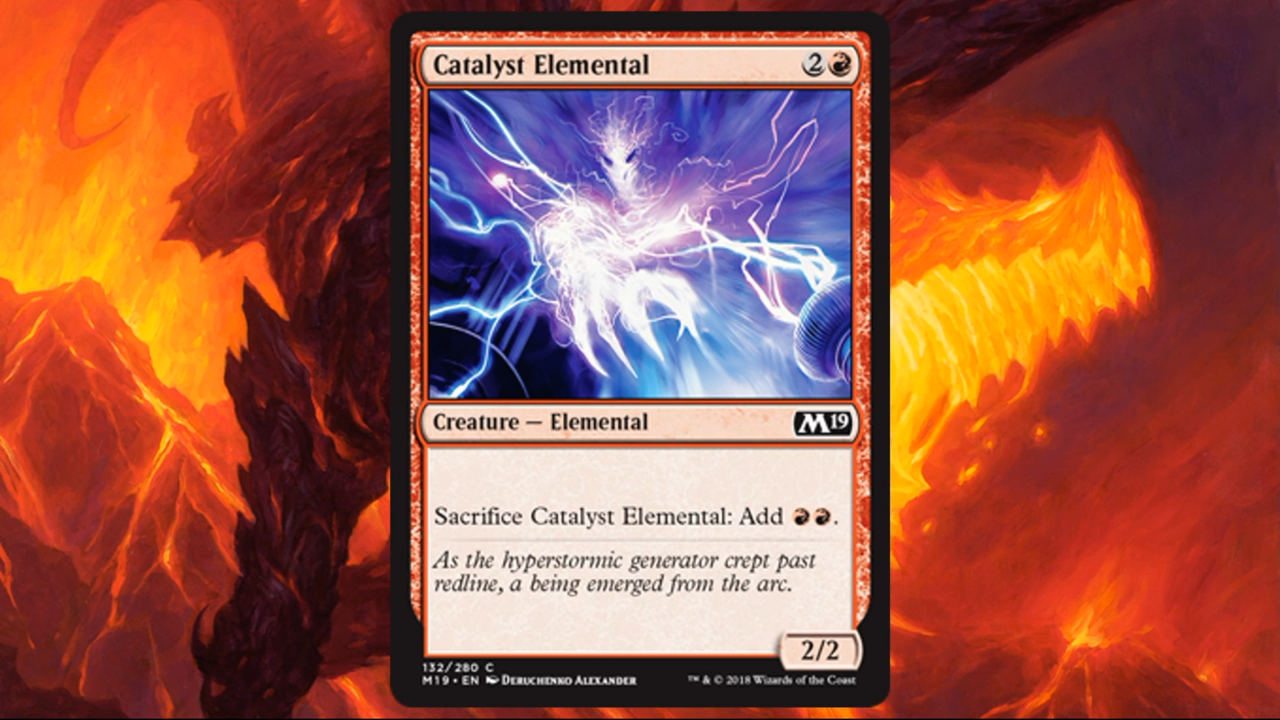 Catalyst Elemental 2
Creature — Elemental M19
Sacrifice Catalyst Elemental: Add .
As the hyperstormic generator crept past
redline, a being emerged from the arc.
2/2
132/280 C
M19 • EN Deruchenko Alexander ™ & © 2018 Wizards of the Coast